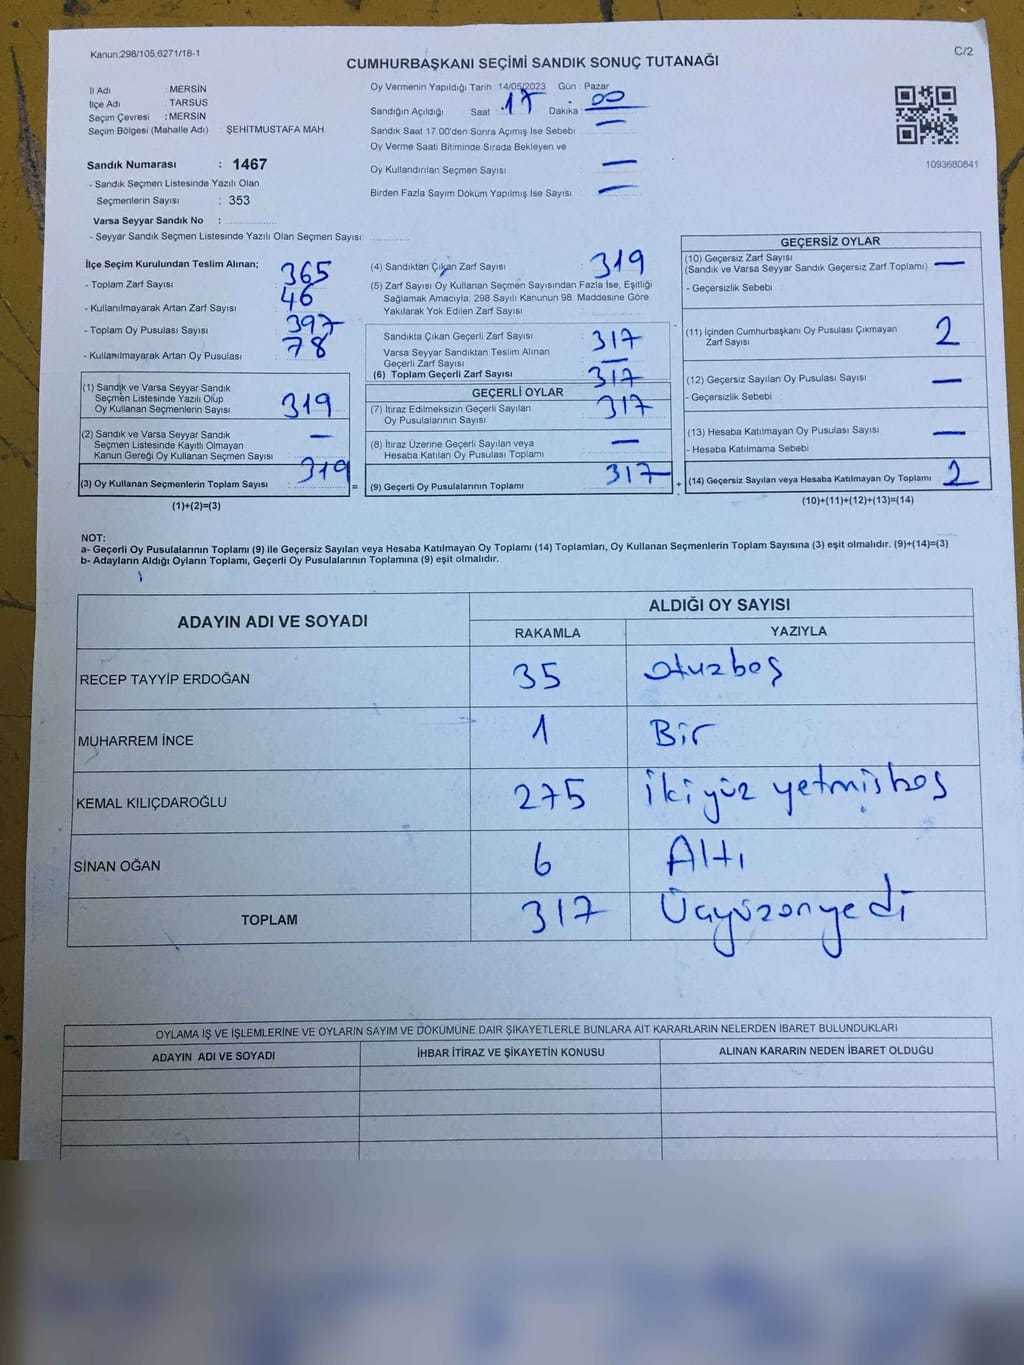 Kanun:298/105,6271/18-1
C/2
CUMHURBAŞKANI SEÇİMİ SANDIK SONUÇ TUTANAĞI
İl Adı : MERSİN
İlçe Adı : TARSUS
Seçim Çevresi : MERSİN
Seçim Bölgesi (Mahalle Adı) : ŞEHİTMUSTAFA MAH.
Sandık Numarası : 1467
- Sandık Seçmen Listesinde Yazılı Olan
Seçmenlerin Sayısı : 353
Varsa Seyyar Sandık No :
- Seyyar Sandık Seçmen Listesinde Yazılı Olan Seçmen Sayısı:
Oy Vermenin Yapıldığı Tarih : 14/05/2023 Gün : Pazar
Sandığın Açıldığı Saat : 17 Dakika : 00
Sandık Saat 17.00'den Sonra Açımış İse Sebebi : —
Oy Verme Saati Bitiminde Sırada Bekleyen ve
Oy Kullandırılan Seçmen Sayısı : —
Birden Fazla Sayım Döküm Yapılmış İse Sayısı : —
1093680841
İlçe Seçim Kurulundan Teslim Alınan;
- Toplam Zarf Sayısı : 365
- Kullanılmayarak Artan Zarf Sayısı : 46
- Toplam Oy Pusulası Sayısı : 397
- Kullanılmayarak Artan Oy Pusulası : 78
(1) Sandık ve Varsa Seyyar Sandık
Seçmen Listesinde Yazılı Olup
Oy Kullanan Seçmenlerin Sayısı : 319
(2) Sandık ve Varsa Seyyar Sandık
Seçmen Listesinde Kayıtlı Olmayan
Kanun Gereği Oy Kullanan Seçmen Sayısı : —
(3) Oy Kullanan Seçmenlerin Toplam Sayısı : 319
(1)+(2)=(3)
=
(4) Sandıktan Çıkan Zarf Sayısı : 319
(5) Zarf Sayısı Oy Kullanan Seçmen Sayısından Fazla İse, Eşitliği
Sağlamak Amacıyla; 298 Sayılı Kanunun 98. Maddesine Göre
Yakılarak Yok Edilen Zarf Sayısı :
Sandıkta Çıkan Geçerli Zarf Sayısı : 317
Varsa Seyyar Sandıktan Teslim Alınan
Geçerli Zarf Sayısı : —
(6) Toplam Geçerli Zarf Sayısı : 317
GEÇERLİ OYLAR
(7) İtiraz Edilmeksizin Geçerli Sayılan
Oy Pusulalarının Sayısı : 317
(8) İtiraz Üzerine Geçerli Sayılan veya
Hesaba Katılan Oy Pusulası Toplamı : —
(9) Geçerli Oy Pusulalarının Toplamı : 317
+
GEÇERSİZ OYLAR
(10) Geçersiz Zarf Sayısı
(Sandık ve Varsa Seyyar Sandık Geçersiz Zarf Toplamı) : —
- Geçersizlik Sebebi :
(11) İçinden Cumhurbaşkanı Oy Pusulası Çıkmayan
Zarf Sayısı : 2
(12) Geçersiz Sayılan Oy Pusulası Sayısı : —
- Geçersizlik Sebebi :
(13) Hesaba Katılmayan Oy Pusulası Sayısı : —
- Hesaba Katılmama Sebebi :
(14) Geçersiz Sayılan veya Hesaba Katılmayan Oy Toplamı : 2
(10)+(11)+(12)+(13)=(14)
NOT:
a- Geçerli Oy Pusulalarının Toplamı (9) ile Geçersiz Sayılan veya Hesaba Katılmayan Oy Toplamı (14) Toplamları, Oy Kullanan Seçmenlerin Toplam Sayısına (3) eşit olmalıdır. (9)+(14)=(3)
b- Adayların Aldığı Oyların Toplamı, Geçerli Oy Pusulalarının Toplamına (9) eşit olmalıdır.
ADAYIN ADI VE SOYADI
ALDIĞI OY SAYISI
RAKAMLA YAZIYLA
RECEP TAYYİP ERDOĞAN 35 otuzbeş
MUHARREM İNCE 1 Bir
KEMAL KILIÇDAROĞLU 275 ikiyüz yetmişbeş
SİNAN OĞAN 6 Altı
TOPLAM 317 Üçyüzonyedi
OYLAMA İŞ VE İŞLEMLERİNE VE OYLARIN SAYIM VE DÖKÜMÜNE DAİR ŞİKAYETLERLE BUNLARA AİT KARARLARIN NELERDEN İBARET BULUNDUKLARI
ADAYIN ADI VE SOYADI İHBAR İTİRAZ VE ŞİKAYETİN KONUSU ALINAN KARARIN NEDEN İBARET OLDUĞU